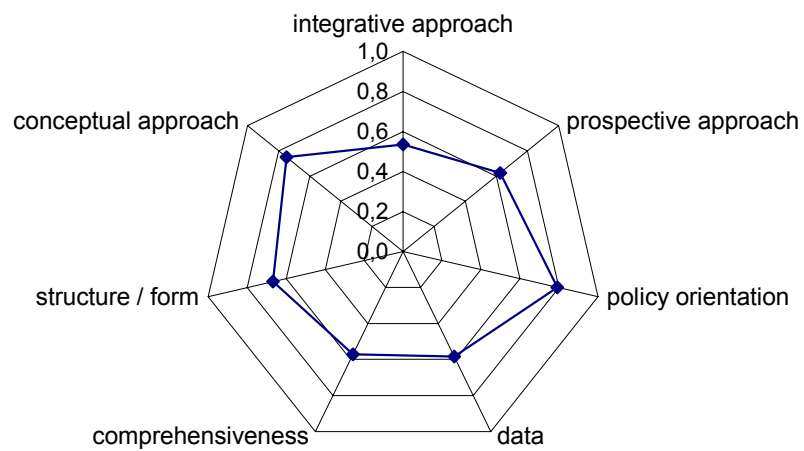 integrative approach
1,0
0,8
conceptual approach
prospective approach
0,6
0,4
0,2
0,0
structure / form
policy orientation
comprehensiveness
data